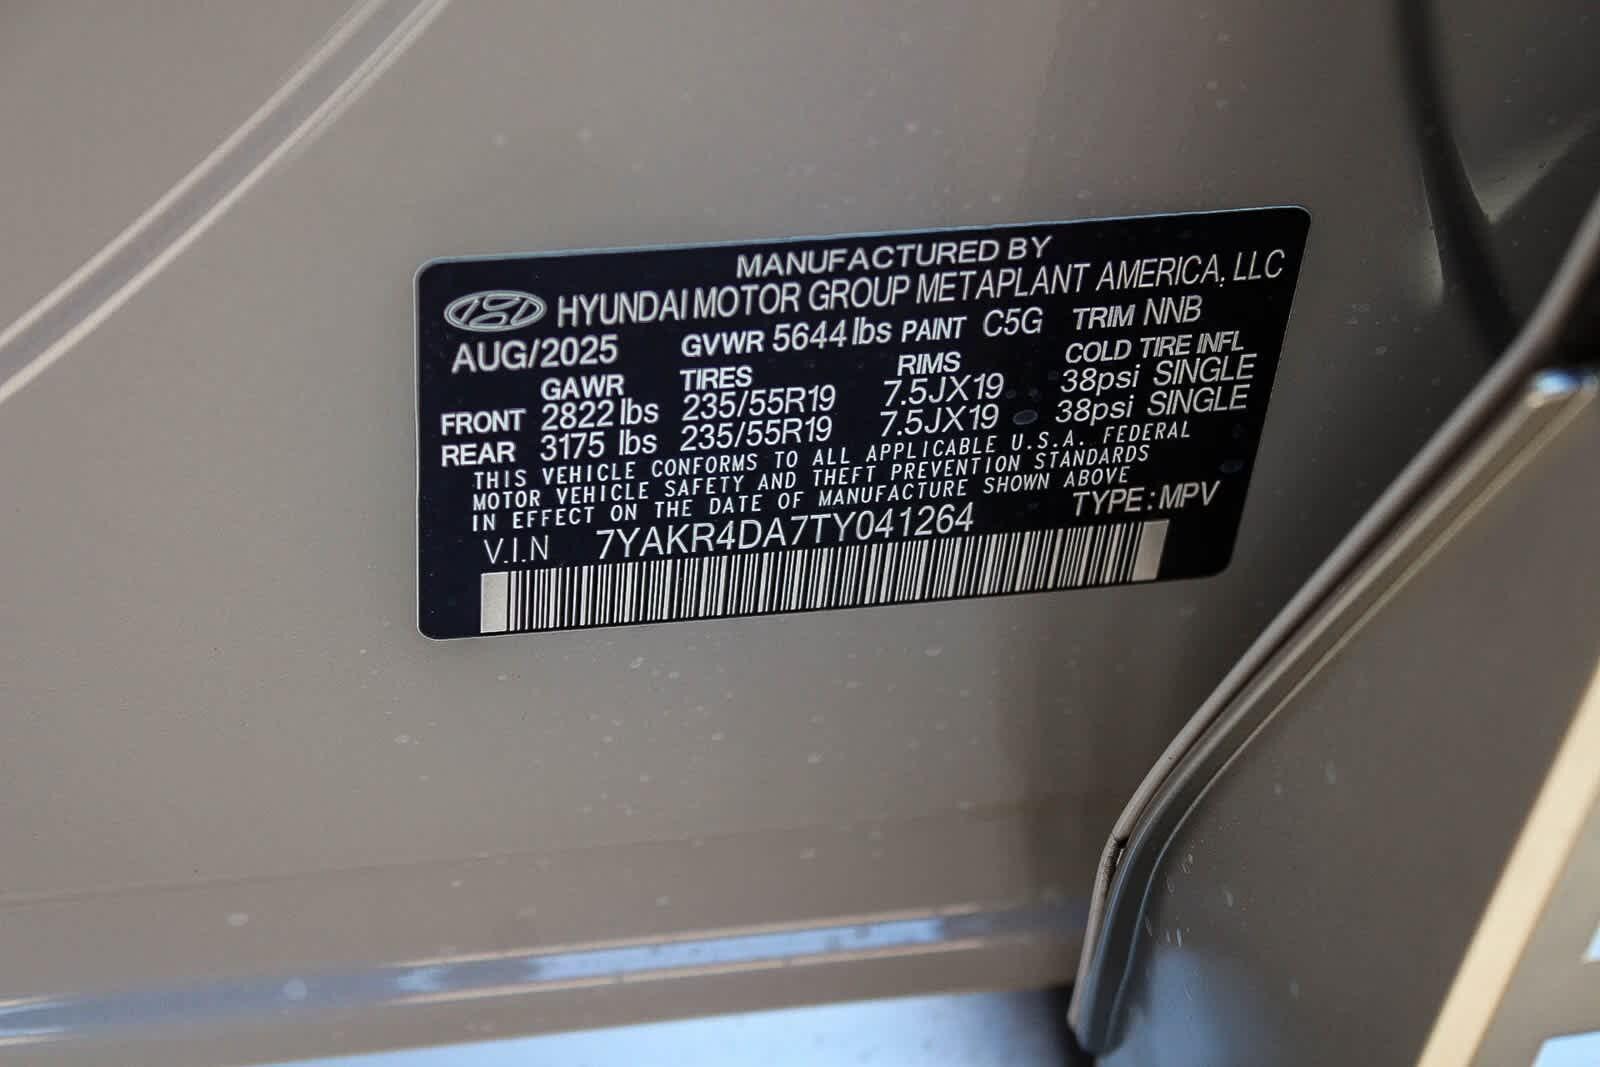 MANUFACTURED BY
HYUNDAI MOTOR GROUP METAPLANT AMERICA, LLC
AUG/2025 GVWR 5644 lbs PAINT C5G TRIM NNB
GAWR TIRES RIMS COLD TIRE INFL
FRONT 2822 lbs 235/55R19 7.5JX19 38psi SINGLE
REAR 3175 lbs 235/55R19 7.5JX19 38psi SINGLE
THIS VEHICLE CONFORMS TO ALL APPLICABLE U.S.A. FEDERAL
MOTOR VEHICLE SAFETY AND THEFT PREVENTION STANDARDS
IN EFFECT ON THE DATE OF MANUFACTURE SHOWN ABOVE
V.I.N 7YAKR4DA7TY041264 TYPE: MPV